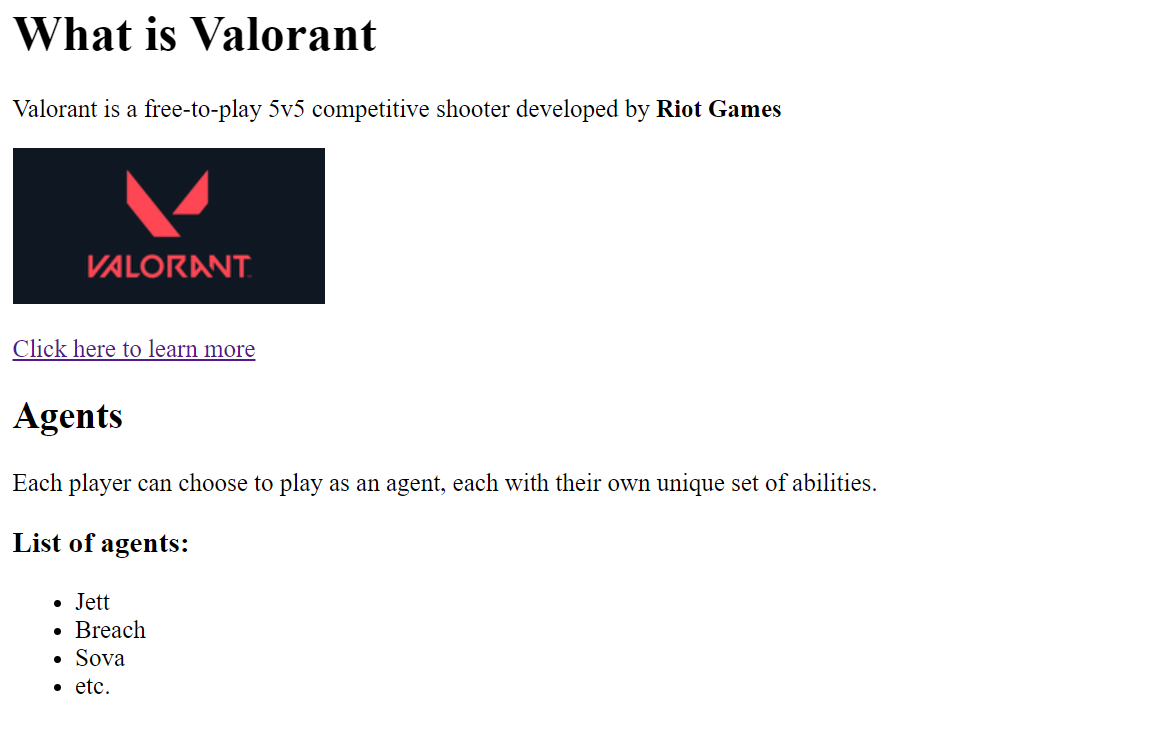 What is Valorant
Valorant is a free-to-play 5v5 competitive shooter developed by Riot Games
VALORANT
Click here to learn more
Agents
Each player can choose to play as an agent, each with their own unique set of abilities.
List of agents:
• Jett
• Breach
• Sova
• etc.